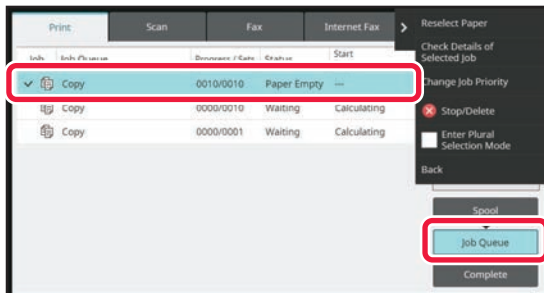 Print
Scan
Fax
Internet Fax
Job
Job Queue
Progress / Sets
Status
Start
Copy
0010/0010
Paper Empty
---
Copy
0000/0010
Waiting
Calculating
Copy
0000/0001
Waiting
Calculating
Reselect Paper
Check Details of
Selected Job
Change Job Priority
Stop/Delete
Enter Plural
Selection Mode
Back
Spool
Job Queue
Complete